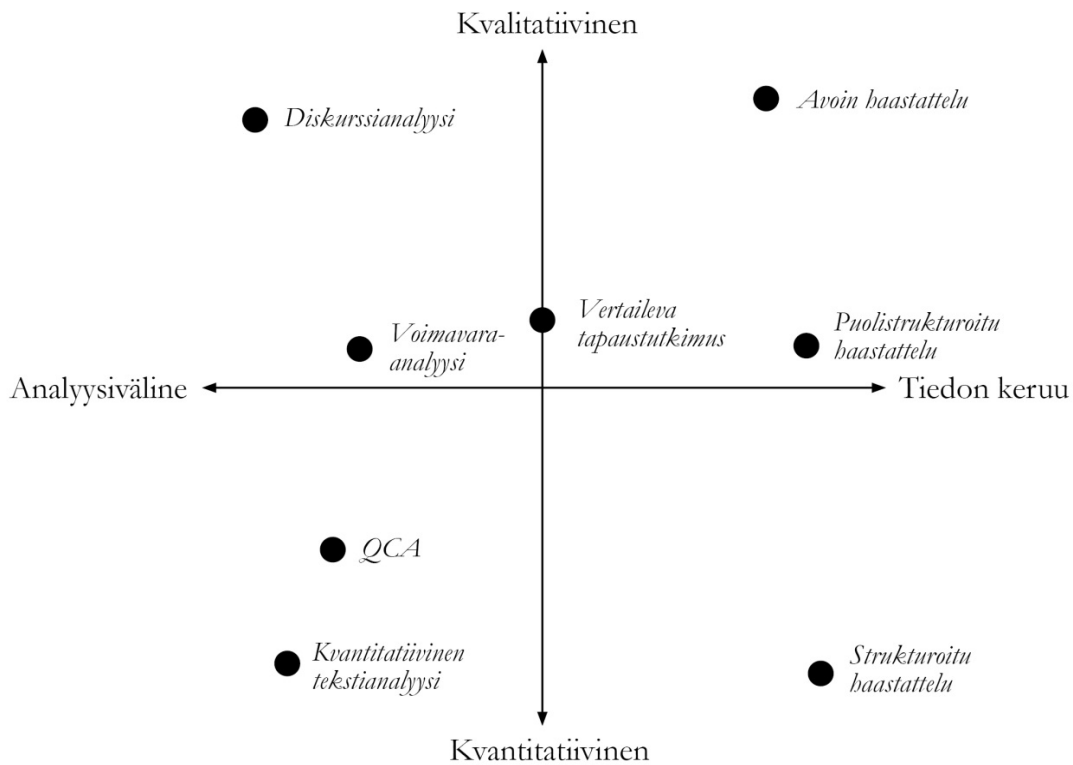 Kvalitatiivinen
Avoin haastattelu
Diskurssianalyysi
Vertaileva
tapaustutkimus
Puolistrukturoitu
haastattelu
Voimavara-
analyysi
Analyysiväline
Tiedon keruu
QCA
Kvantitatiivinen
tekstianalyysi
Strukturoitu
haastattelu
Kvantitatiivinen